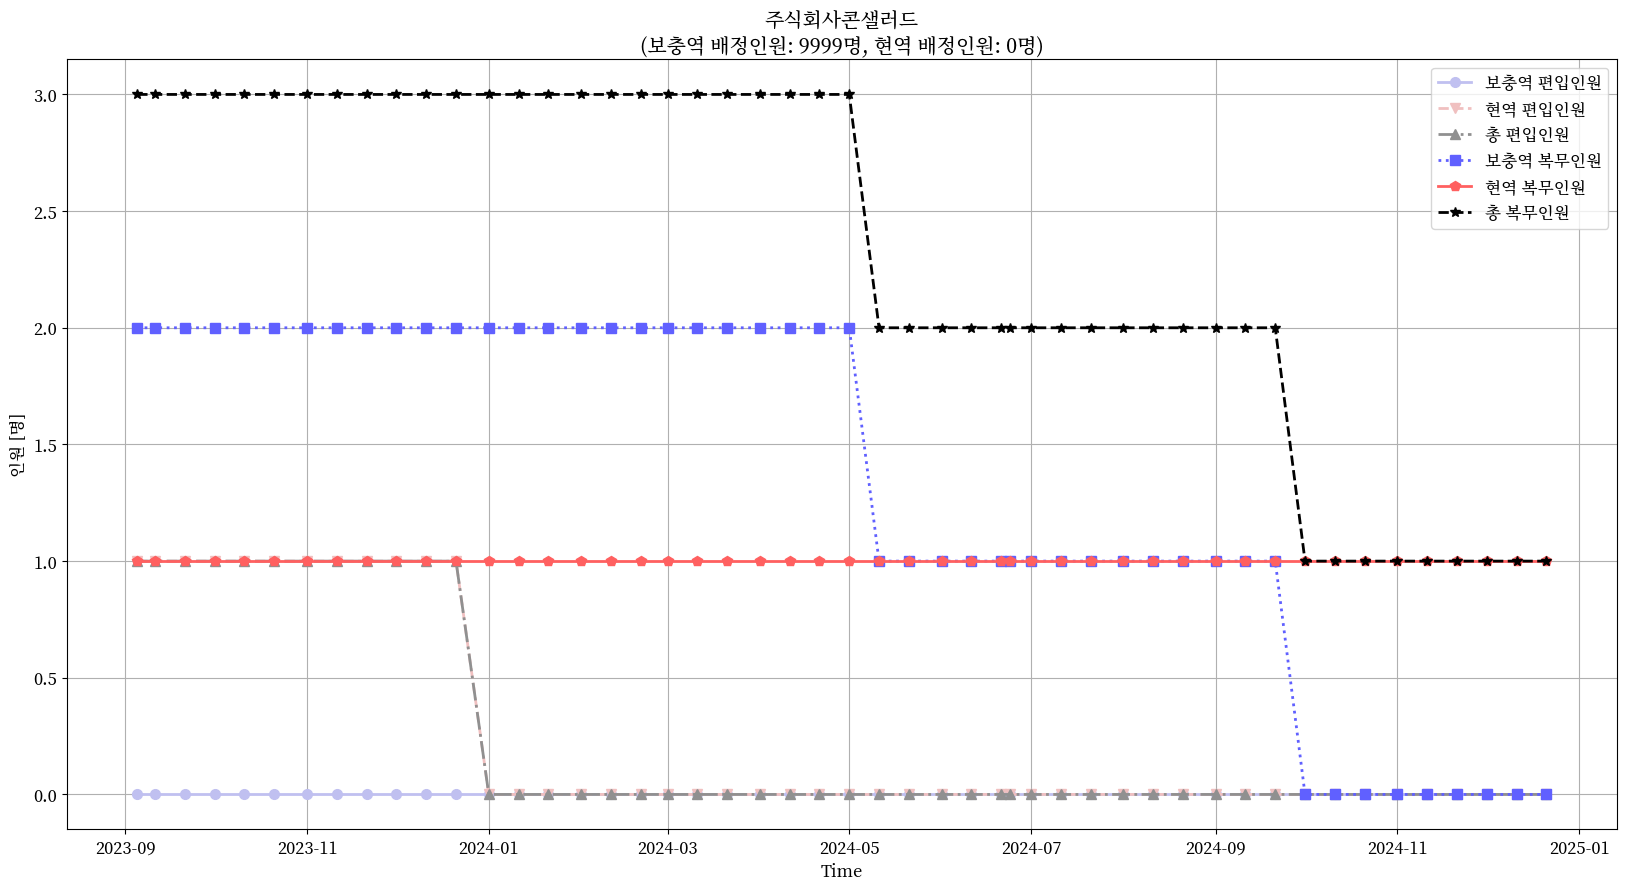 주식회사콘샐러드
(보충역 배정인원: 9999명, 현역 배정인원: 0명)
보충역 편입인원
현역 편입인원
총 편입인원
보충역 복무인원
현역 복무인원
총 복무인원
3.0
2.5
2.0
1.5
1.0
0.5
0.0
인원 [명]
2023-09
2023-11
2024-01
2024-03
2024-05
2024-07
2024-09
2024-11
2025-01
Time